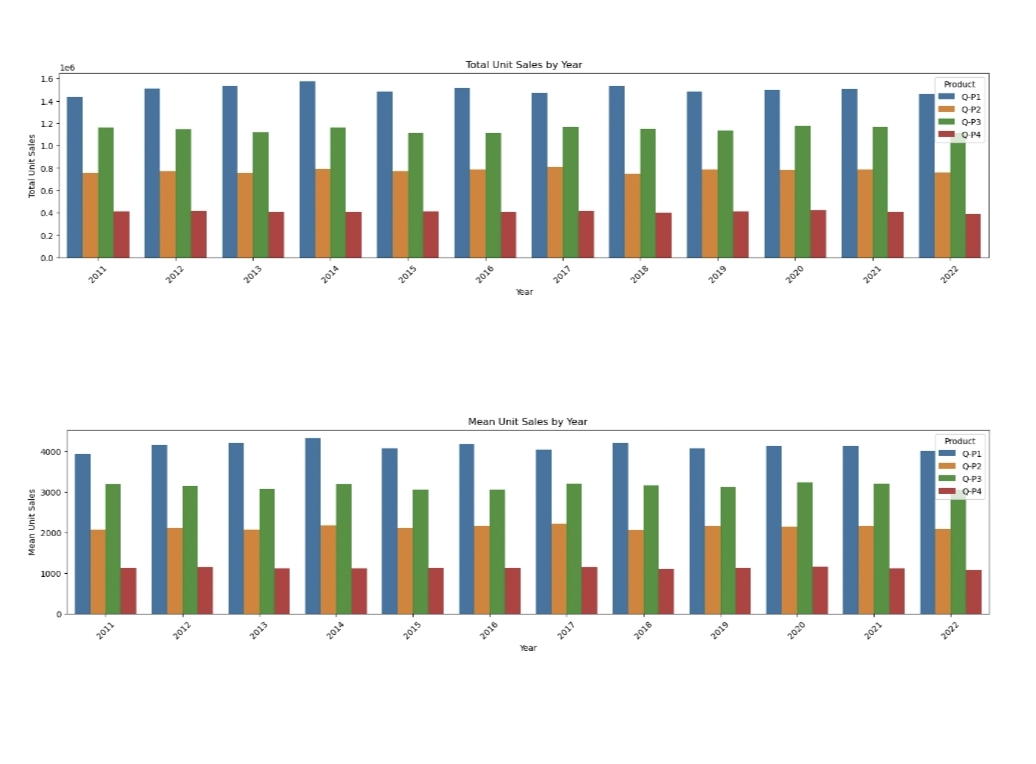 Total Unit Sales by Year
1e6
1.6
1.4
1.2
1.0
0.8
0.6
0.4
0.2
0.0
Total Unit Sales
Product
Q-P1
Q-P2
Q-P3
Q-P4
2011 2012 2013 2014 2015 2016 2017 2018 2019 2020 2021 2022
Year
Mean Unit Sales by Year
4000
3000
2000
1000
0
Mean Unit Sales
Product
Q-P1
Q-P2
Q-P3
Q-P4
2011 2012 2013 2014 2015 2016 2017 2018 2019 2020 2021 2022
Year